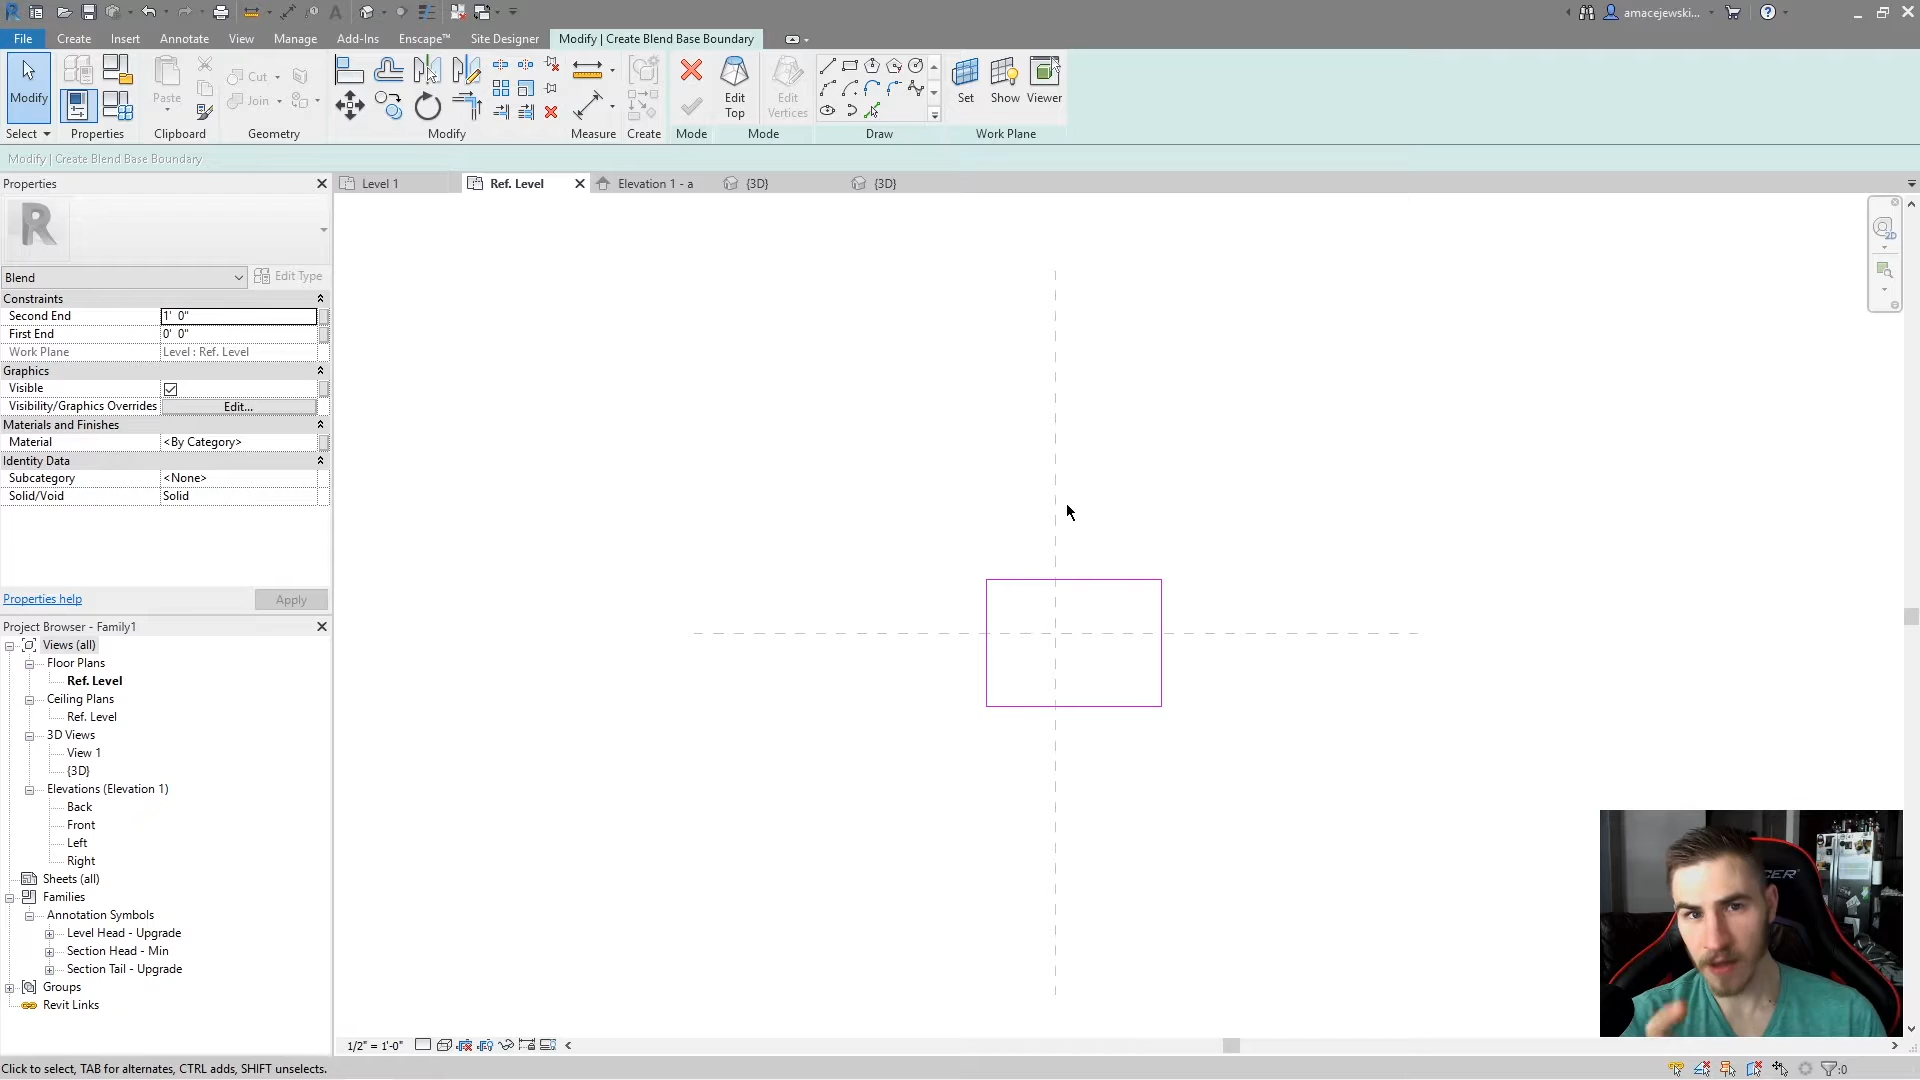 amacejewski...
File Create Insert Annotate View Manage Add-Ins Enscape™ Site Designer Modify | Create Blend Base Boundary
Modify
Paste
Cut
Join
Edit Top
Edit Vertices
Set
Show
Viewer
Select Properties Clipboard Geometry Modify Measure Create Mode Mode Draw Work Plane
Modify | Create Blend Base Boundary
Properties
Level 1
Ref. Level
Elevation 1 - a
{3D}
{3D}
R
2D
Blend
Edit Type
Constraints
Second End 1' 0"
First End 0' 0"
Work Plane Level : Ref. Level
Graphics
Visible
Visibility/Graphics Overrides Edit...
Materials and Finishes
Material <By Category>
Identity Data
Subcategory <None>
Solid/Void Solid
Properties help
Apply
Project Browser - Family1
Views (all)
Floor Plans
Ref. Level
Ceiling Plans
Ref. Level
3D Views
View 1
{3D}
Elevations (Elevation 1)
Back
Front
Left
Right
Sheets (all)
Families
Annotation Symbols
Level Head - Upgrade
Section Head - Min
Section Tail - Upgrade
Groups
Revit Links
1/2" = 1'-0"
Click to select, TAB for alternates, CTRL adds, SHIFT unselects.
:0